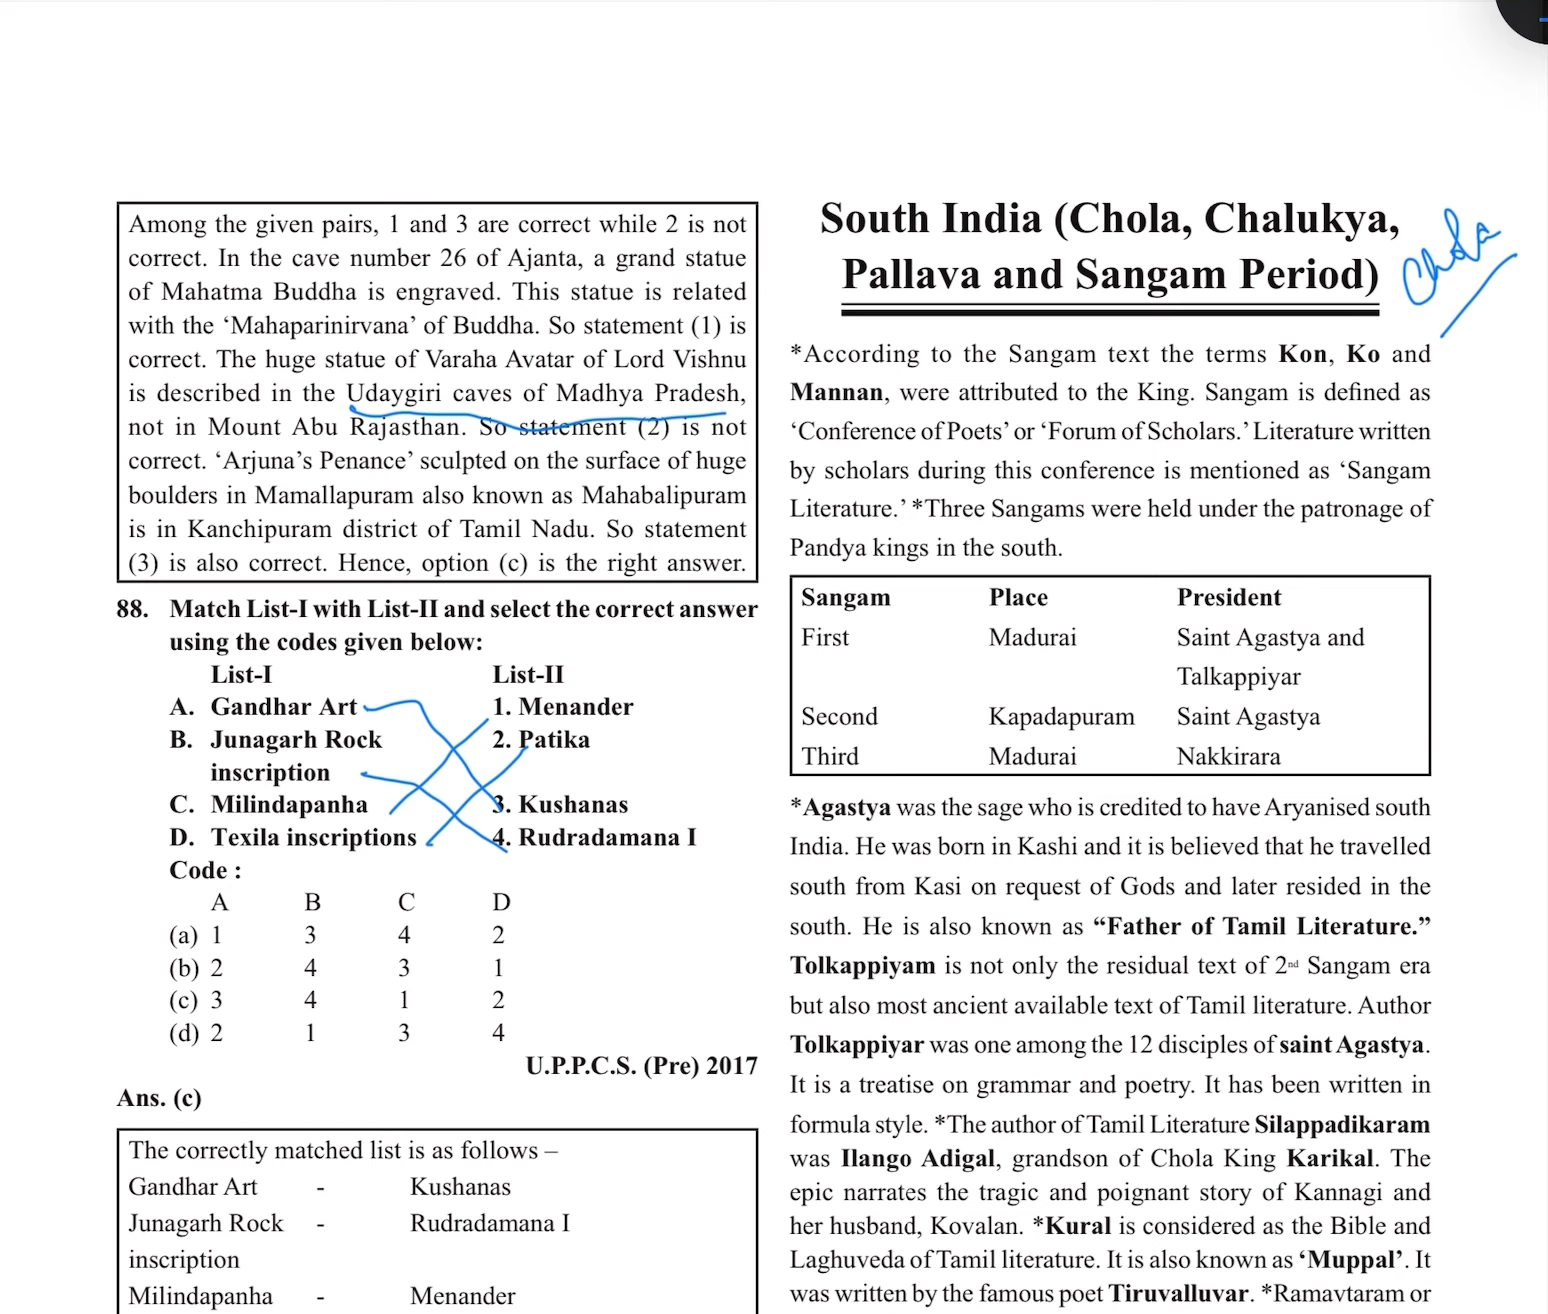 Among the given pairs, 1 and 3 are correct while 2 is not
correct. In the cave number 26 of Ajanta, a grand statue
of Mahatma Buddha is engraved. This statue is related
with the ‘Mahaparinirvana’ of Buddha. So statement (1) is
correct. The huge statue of Varaha Avatar of Lord Vishnu
is described in the Udaygiri caves of Madhya Pradesh,
not in Mount Abu Rajasthan. So statement (2) is not
correct. ‘Arjuna’s Penance’ sculpted on the surface of huge
boulders in Mamallapuram also known as Mahabalipuram
is in Kanchipuram district of Tamil Nadu. So statement
(3) is also correct. Hence, option (c) is the right answer.
88. Match List-I with List-II and select the correct answer
using the codes given below:
List-I List-II
A. Gandhar Art 1. Menander
B. Junagarh Rock 2. Patika
inscription
C. Milindapanha 3. Kushanas
D. Texila inscriptions 4. Rudradamana I
Code :
A B C D
(a) 1 3 4 2
(b) 2 4 3 1
(c) 3 4 1 2
(d) 2 1 3 4
U.P.P.C.S. (Pre) 2017
Ans. (c)
The correctly matched list is as follows –
Gandhar Art - Kushanas
Junagarh Rock - Rudradamana I
inscription
Milindapanha - Menander
South India (Chola, Chalukya,
Pallava and Sangam Period)
Chola
*According to the Sangam text the terms Kon, Ko and
Mannan, were attributed to the King. Sangam is defined as
‘Conference of Poets’ or ‘Forum of Scholars.’ Literature written
by scholars during this conference is mentioned as ‘Sangam
Literature.’ *Three Sangams were held under the patronage of
Pandya kings in the south.
Sangam Place President
First Madurai Saint Agastya and
Talkappiyar
Second Kapadapuram Saint Agastya
Third Madurai Nakkirara
*Agastya was the sage who is credited to have Aryanised south
India. He was born in Kashi and it is believed that he travelled
south from Kasi on request of Gods and later resided in the
south. He is also known as “Father of Tamil Literature.”
Tolkappiyam is not only the residual text of 2nd Sangam era
but also most ancient available text of Tamil literature. Author
Tolkappiyar was one among the 12 disciples of saint Agastya.
It is a treatise on grammar and poetry. It has been written in
formula style. *The author of Tamil Literature Silappadikaram
was Ilango Adigal, grandson of Chola King Karikal. The
epic narrates the tragic and poignant story of Kannagi and
her husband, Kovalan. *Kural is considered as the Bible and
Laghuveda of Tamil literature. It is also known as ‘Muppal’. It
was written by the famous poet Tiruvalluvar. *Ramavtaram or